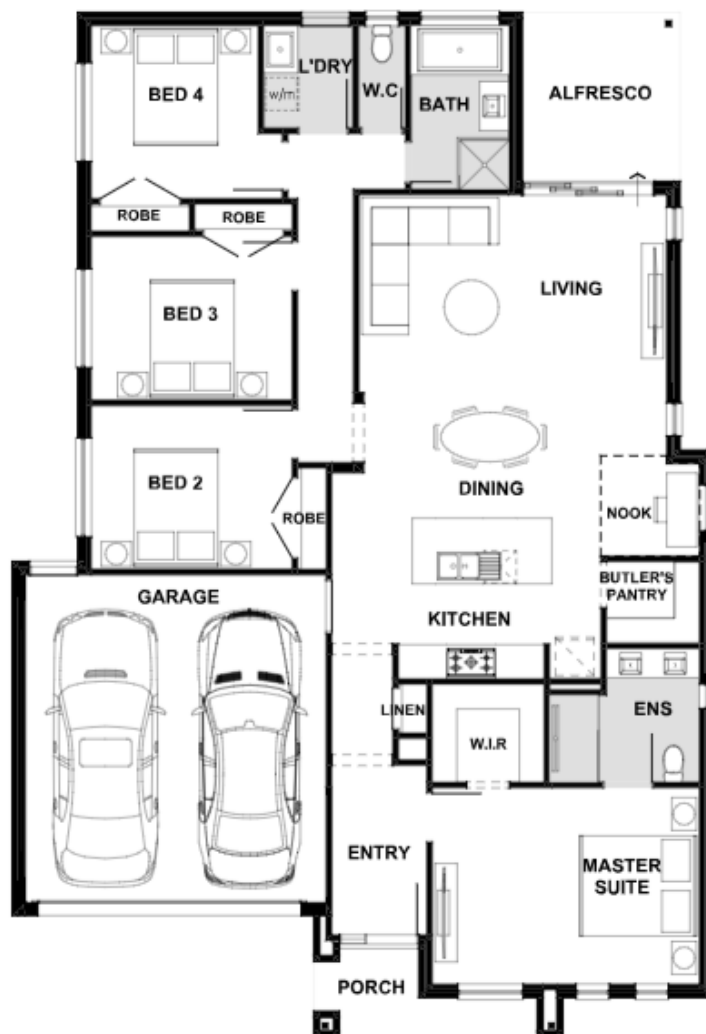 L'DRY
W.C
BED 4
w/m
BATH
ALFRESCO
ROBE
ROBE
LIVING
BED 3
BED 2
DINING
ROBE
NOOK
GARAGE
BUTLER'S
PANTRY
KITCHEN
LINEN
ENS
W.I.R
ENTRY
MASTER
SUITE
PORCH